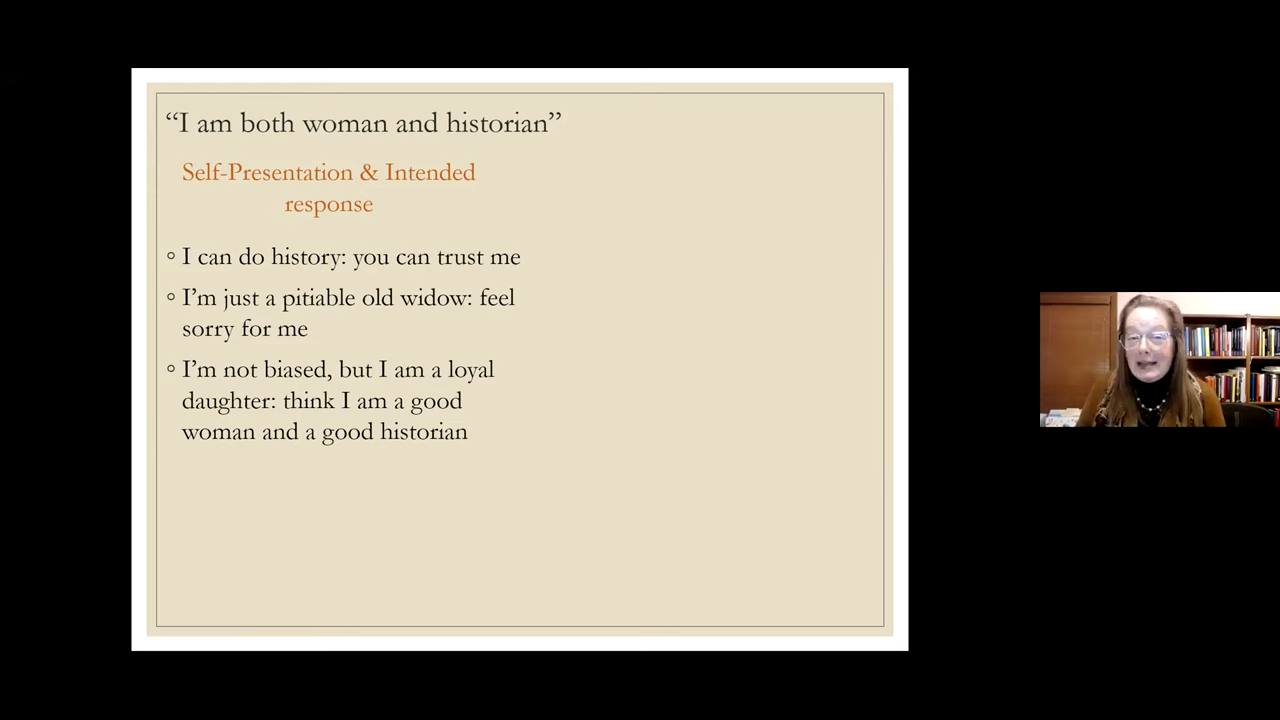 “I am both woman and historian”
Self-Presentation & Intended
response
◦ I can do history: you can trust me
◦ I’m just a pitiable old widow: feel
sorry for me
◦ I’m not biased, but I am a loyal
daughter: think I am a good
woman and a good historian